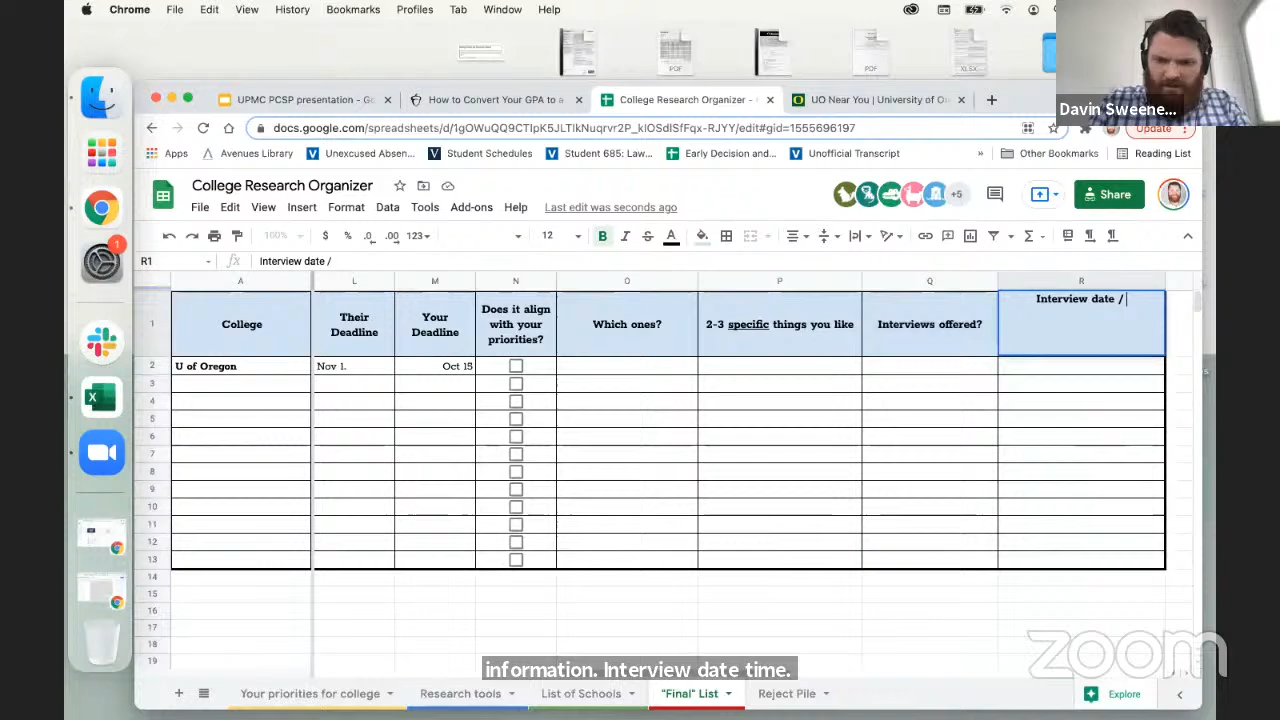 Chrome File Edit View History Bookmarks Profiles Tab Window Help
PDF PDF XLSX
Davin Sweene...
UPMC PCSP presentation - Go How to Convert Your GPA to a College Research Organizer - UO Near You | University of O
docs.google.com/spreadsheets/d/1gOWuQQ9CTIpK5JLTlkNuqrvr2P_klOSdlSfFqx-RJYY/edit#gid=1555696197
Update
Apps Avenues Library Unexcused Absen... Student Schedules Student 685: Law... Early Decision and... Unofficial Transcript » Other Bookmarks Reading List
College Research Organizer
+5 Share
File Edit View Insert Format Data Tools Add-ons Help Last edit was seconds ago
100% $ % .0 .00 123 12 B I S A
R1 fx Interview date /
A L M N O P Q R
1 College Their Deadline Your Deadline Does it align with your priorities? Which ones? 2-3 specific things you like Interviews offered? Interview date /
2 U of Oregon Nov 1. Oct 15
3
4
5
6
7
8
9
10
11
12
13
14
15
16
17
18
19
information. Interview date time.
zoom
Your priorities for college Research tools List of Schools "Final" List Reject Pile Explore
1